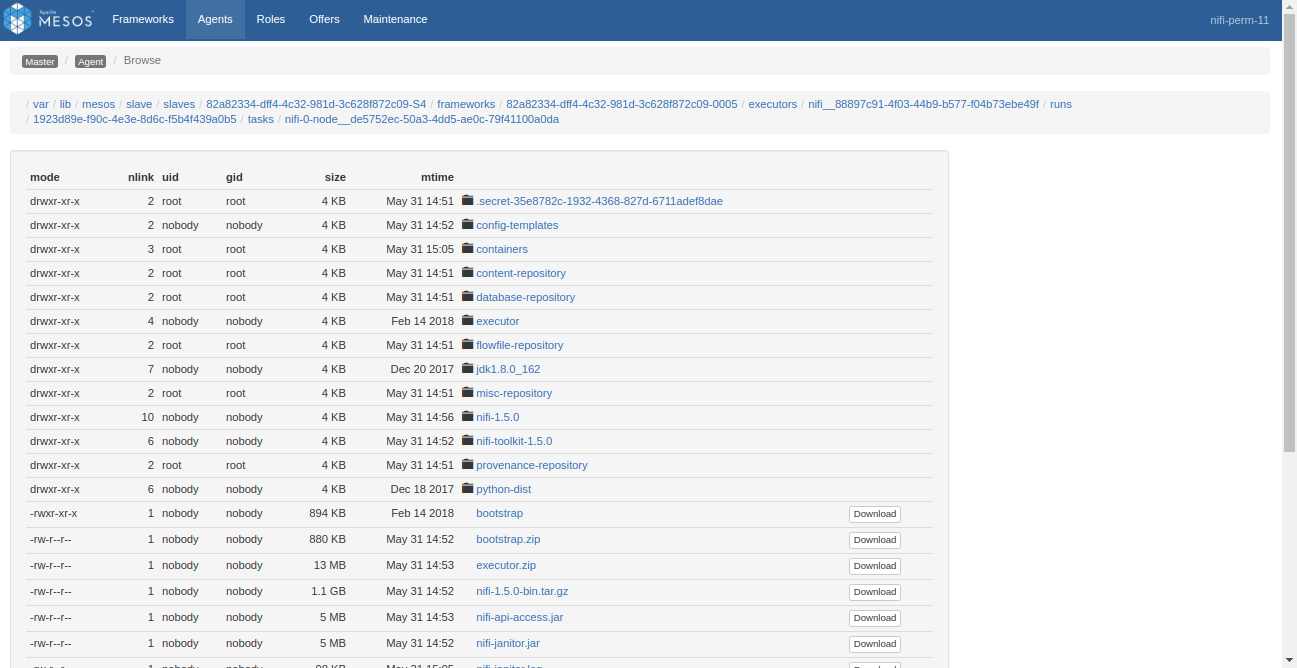 Apache MESOS Frameworks Agents Roles Offers Maintenance nifi-perm-11
Master / Agent / Browse
/ var / lib / mesos / slave / slaves / 82a82334-dff4-4c32-981d-3c628f872c09-S4 / frameworks / 82a82334-dff4-4c32-981d-3c628f872c09-0005 / executors / nifi__88897c91-4f03-44b9-b577-f04b73ebe49f / runs
/ 1923d89e-f90c-4e3e-8d6c-f5b4f439a0b5 / tasks / nifi-0-node__de5752ec-50a3-4dd5-ae0c-79f41100a0da
mode nlink uid gid size mtime
drwxr-xr-x 2 root root 4 KB May 31 14:51 .secret-35e8782c-1932-4368-827d-6711adef8dae
drwxr-xr-x 2 nobody nobody 4 KB May 31 14:52 config-templates
drwxr-xr-x 3 root root 4 KB May 31 15:05 containers
drwxr-xr-x 2 root root 4 KB May 31 14:51 content-repository
drwxr-xr-x 2 root root 4 KB May 31 14:51 database-repository
drwxr-xr-x 4 nobody nobody 4 KB Feb 14 2018 executor
drwxr-xr-x 2 root root 4 KB May 31 14:51 flowfile-repository
drwxr-xr-x 7 nobody nobody 4 KB Dec 20 2017 jdk1.8.0_162
drwxr-xr-x 2 root root 4 KB May 31 14:51 misc-repository
drwxr-xr-x 10 nobody nobody 4 KB May 31 14:56 nifi-1.5.0
drwxr-xr-x 6 nobody nobody 4 KB May 31 14:52 nifi-toolkit-1.5.0
drwxr-xr-x 2 root root 4 KB May 31 14:51 provenance-repository
drwxr-xr-x 6 nobody nobody 4 KB Dec 18 2017 python-dist
-rwxr-xr-x 1 nobody nobody 894 KB Feb 14 2018 bootstrap Download
-rw-r--r-- 1 nobody nobody 880 KB May 31 14:52 bootstrap.zip Download
-rw-r--r-- 1 nobody nobody 13 MB May 31 14:53 executor.zip Download
-rw-r--r-- 1 nobody nobody 1.1 GB May 31 14:52 nifi-1.5.0-bin.tar.gz Download
-rw-r--r-- 1 nobody nobody 5 MB May 31 14:53 nifi-api-access.jar Download
-rw-r--r-- 1 nobody nobody 5 MB May 31 14:52 nifi-janitor.jar Download